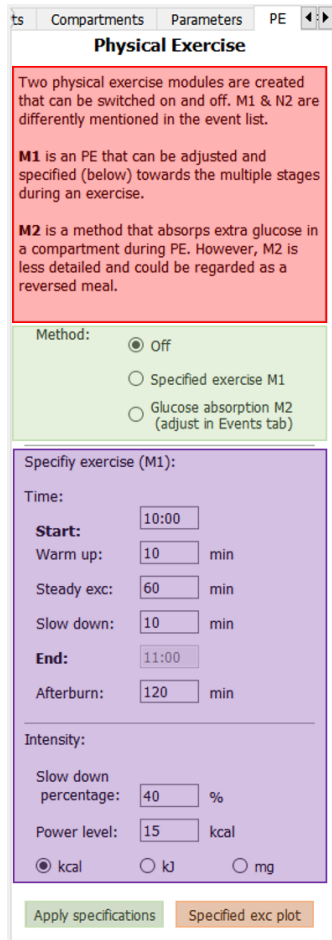 ts Compartments Parameters PE
Physical Exercise
Two physical exercise modules are created
that can be switched on and off. M1 & N2 are
differently mentioned in the event list.
M1 is an PE that can be adjusted and
specified (below) towards the multiple stages
during an exercise.
M2 is a method that absorps extra glucose in
a compartment during PE. However, M2 is
less detailed and could be regarded as a
reversed meal.
Method:
Off
Specified exercise M1
Glucose absorption M2
(adjust in Events tab)
Specifiy exercise (M1):
Time:
Start: 10:00
Warm up: 10 min
Steady exc: 60 min
Slow down: 10 min
End: 11:00
Afterburn: 120 min
Intensity:
Slow down
percentage: 40 %
Power level: 15 kcal
kcal kJ mg
Apply specifications Specified exc plot